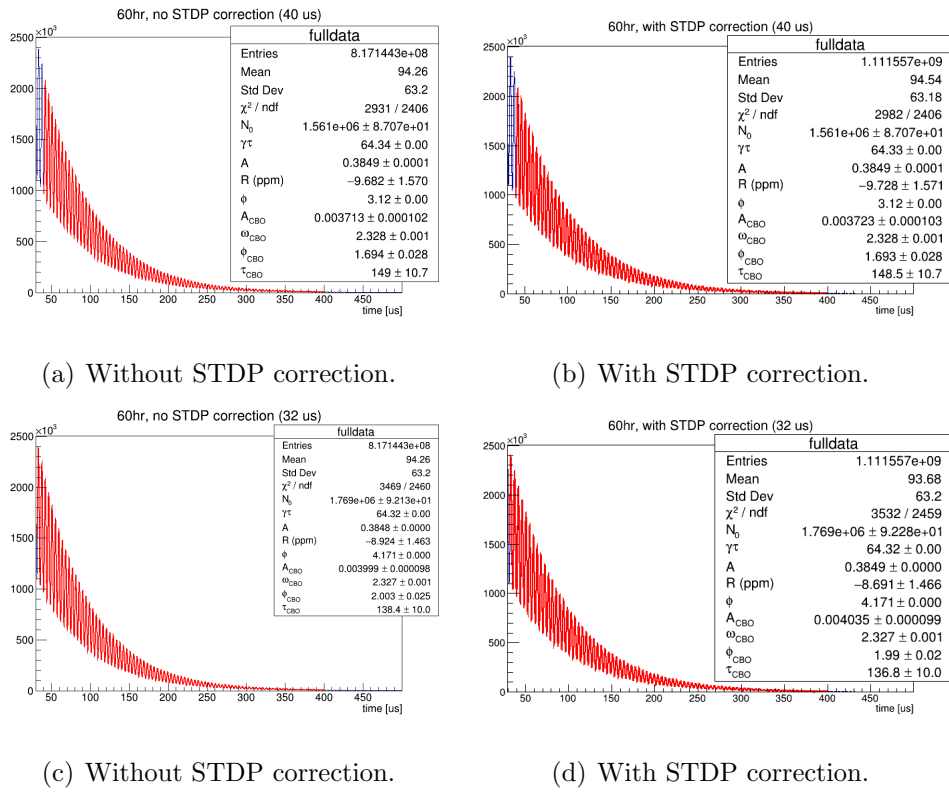 60hr, no STDP correction (40 us)
×10³
2500
2000
1500
1000
500
0
50 100 150 200 250 300 350 400 450
time [us]
fulldata
Entries 8.171443e+08
Mean 94.26
Std Dev 63.2
χ² / ndf 2931 / 2406
N₀ 1.561e+06 ± 8.707e+01
γτ 64.34 ± 0.00
A 0.3849 ± 0.0001
R (ppm) −9.682 ± 1.570
ϕ 3.12 ± 0.00
A_CBO 0.003713 ± 0.000102
ω_CBO 2.328 ± 0.001
ϕ_CBO 1.694 ± 0.028
τ_CBO 149 ± 10.7
(a) Without STDP correction.
60hr, with STDP correction (40 us)
×10³
2500
2000
1500
1000
500
0
50 100 150 200 250 300 350 400 450
time [us]
fulldata
Entries 1.111557e+09
Mean 94.54
Std Dev 63.18
χ² / ndf 2982 / 2406
N₀ 1.561e+06 ± 8.707e+01
γτ 64.33 ± 0.00
A 0.3849 ± 0.0001
R (ppm) −9.728 ± 1.571
ϕ 3.12 ± 0.00
A_CBO 0.003723 ± 0.000103
ω_CBO 2.328 ± 0.001
ϕ_CBO 1.693 ± 0.028
τ_CBO 148.5 ± 10.7
(b) With STDP correction.
60hr, no STDP correction (32 us)
×10³
2500
2000
1500
1000
500
0
50 100 150 200 250 300 350 400 450
time [us]
fulldata
Entries 8.171443e+08
Mean 94.26
Std Dev 63.2
χ² / ndf 3469 / 2460
N₀ 1.769e+06 ± 9.213e+01
γτ 64.32 ± 0.00
A 0.3848 ± 0.0000
R (ppm) −8.924 ± 1.463
ϕ 4.171 ± 0.000
A_CBO 0.003999 ± 0.000098
ω_CBO 2.327 ± 0.001
ϕ_CBO 2.003 ± 0.025
τ_CBO 138.4 ± 10.0
(c) Without STDP correction.
60hr, with STDP correction (32 us)
×10³
2500
2000
1500
1000
500
0
50 100 150 200 250 300 350 400 450
time [us]
fulldata
Entries 1.111557e+09
Mean 93.68
Std Dev 63.2
χ² / ndf 3532 / 2459
N₀ 1.769e+06 ± 9.228e+01
γτ 64.32 ± 0.00
A 0.3849 ± 0.0000
R (ppm) −8.691 ± 1.466
ϕ 4.171 ± 0.000
A_CBO 0.004035 ± 0.000099
ω_CBO 2.327 ± 0.001
ϕ_CBO 1.99 ± 0.02
τ_CBO 136.8 ± 10.0
(d) With STDP correction.